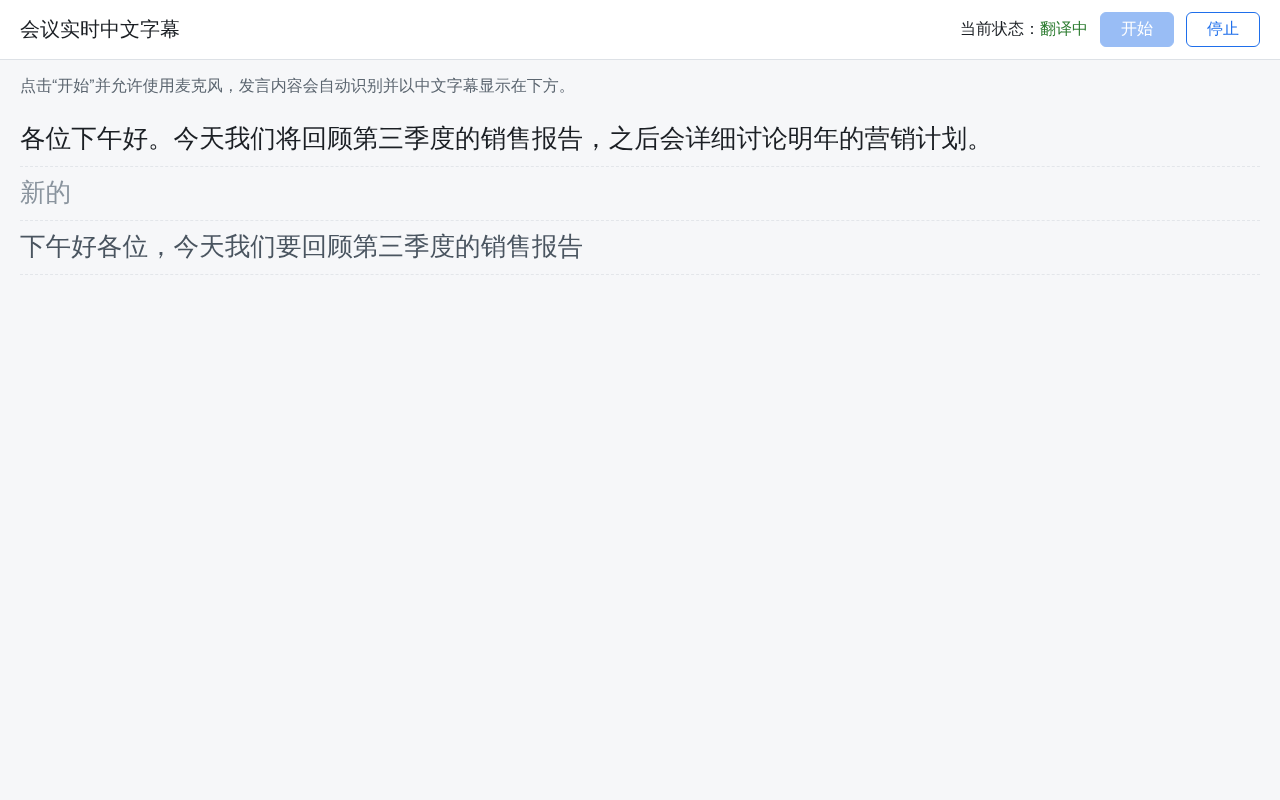 会议实时中文字幕
当前状态：翻译中
开始
停止
点击“开始”并允许使用麦克风，发言内容会自动识别并以中文字幕显示在下方。
各位下午好。今天我们将回顾第三季度的销售报告，之后会详细讨论明年的营销计划。
新的
下午好各位，今天我们要回顾第三季度的销售报告